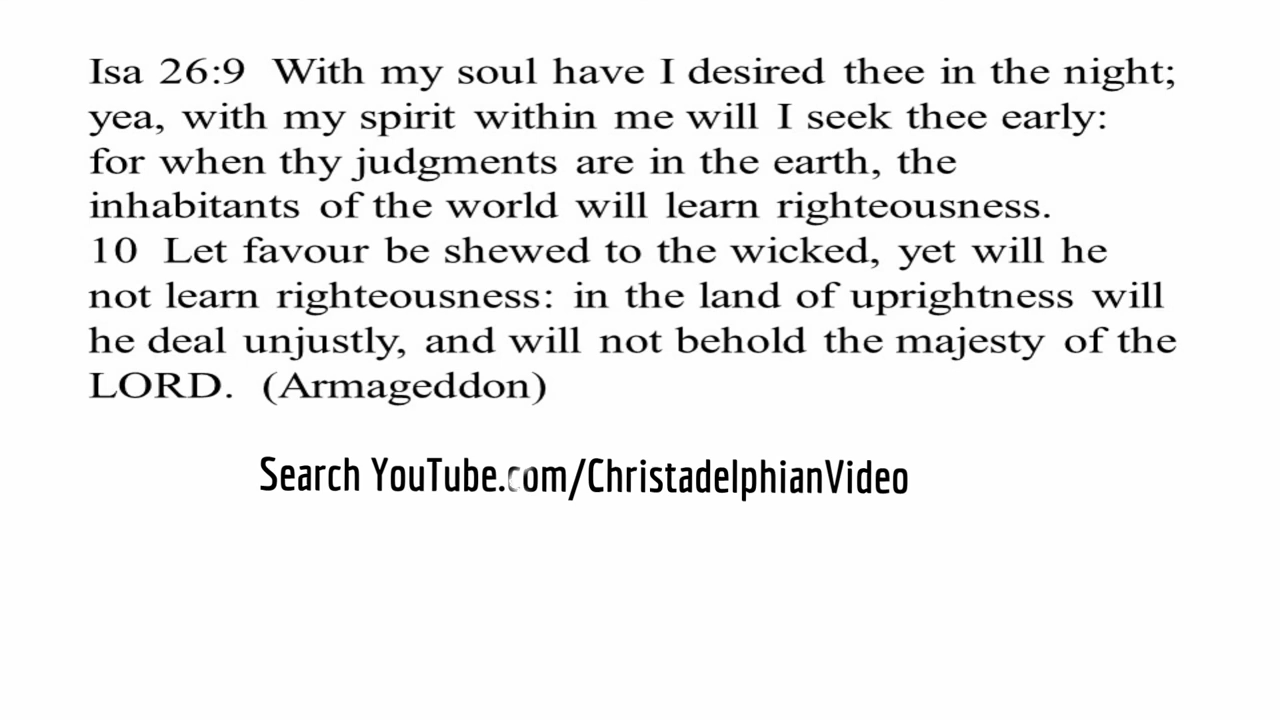 Isa 26:9 With my soul have I desired thee in the night;
yea, with my spirit within me will I seek thee early:
for when thy judgments are in the earth, the
inhabitants of the world will learn righteousness.
10 Let favour be shewed to the wicked, yet will he
not learn righteousness: in the land of uprightness will
he deal unjustly, and will not behold the majesty of the
LORD. (Armageddon)
Search YouTube.com/ChristadelphianVideo